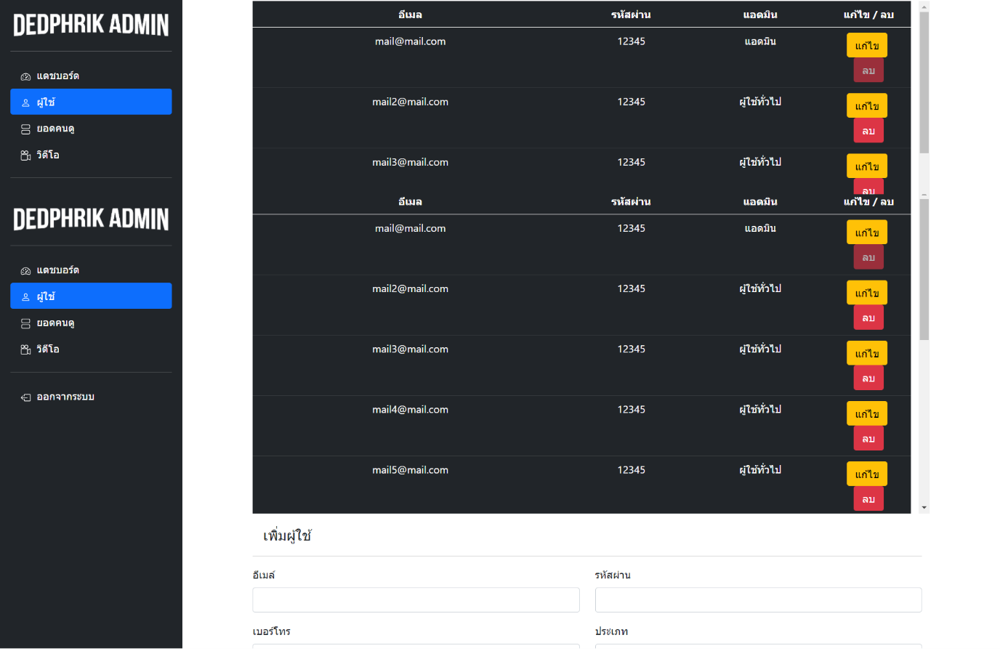 DEDPHRIK ADMIN
แดชบอร์ด
ผู้ใช้
ยอดคนดู
วิดีโอ
DEDPHRIK ADMIN
แดชบอร์ด
ผู้ใช้
ยอดคนดู
วิดีโอ
ออกจากระบบ
อีเมล รหัสผ่าน แอดมิน แก้ไข / ลบ
mail@mail.com 12345 แอดมิน แก้ไข
ลบ
mail2@mail.com 12345 ผู้ใช้ทั่วไป แก้ไข
ลบ
mail3@mail.com 12345 ผู้ใช้ทั่วไป แก้ไข
ลบ
อีเมล รหัสผ่าน แอดมิน แก้ไข / ลบ
mail@mail.com 12345 แอดมิน แก้ไข
ลบ
mail2@mail.com 12345 ผู้ใช้ทั่วไป แก้ไข
ลบ
mail3@mail.com 12345 ผู้ใช้ทั่วไป แก้ไข
ลบ
mail4@mail.com 12345 ผู้ใช้ทั่วไป แก้ไข
ลบ
mail5@mail.com 12345 ผู้ใช้ทั่วไป แก้ไข
ลบ
เพิ่มผู้ใช้
อีเมล์ รหัสผ่าน
เบอร์โทร ประเภท